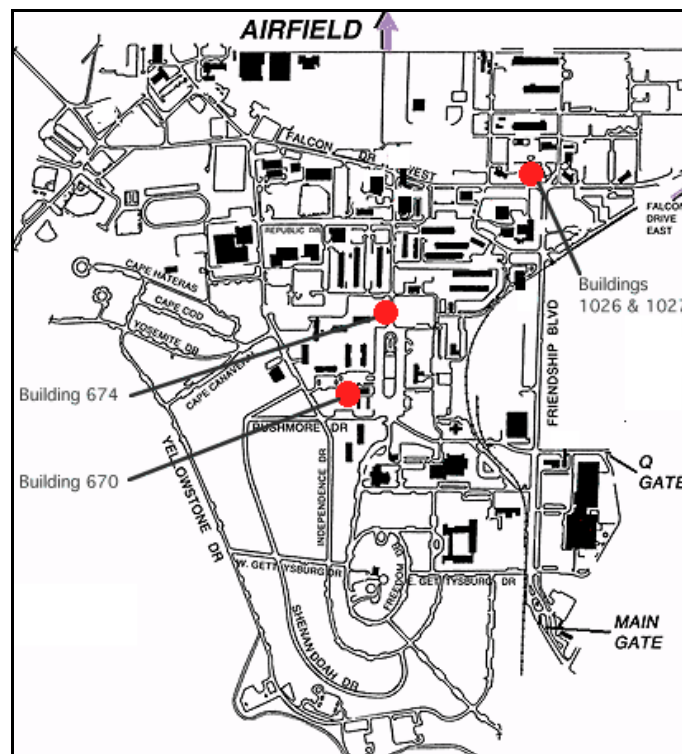 AIRFIELD
FALCON DR
WEST
FALCON
DRIVE
EAST
REPUBLIC DR
CAPE HATERAS
Buildings
1026 & 1027
CAPE COD
YOSEMITE DR
FRIENDSHIP BLVD
CAPE CANAVERAL
Building 674
RUSHMORE DR
YELLOWSTONE DR
INDEPENDENCE DR
Q
GATE
Building 670
W. GETTYSBURG DR
FREEDOM DR
E. GETTYSBURG DR
SHENANDOAH DR
MAIN
GATE